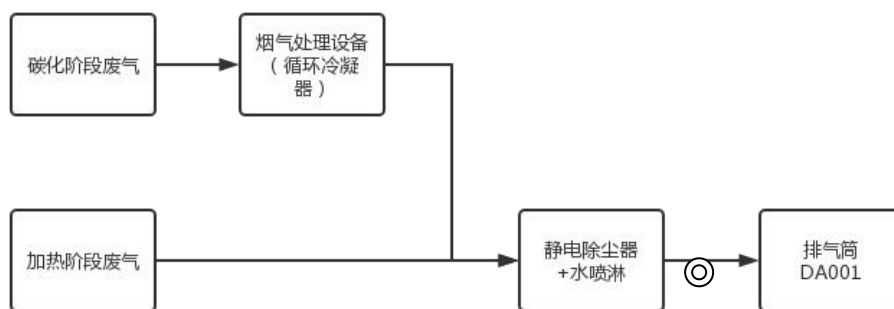 碳化阶段废气
烟气处理设备
（循环冷凝
器）
加热阶段废气
静电除尘器
+水喷淋
排气筒
DA001